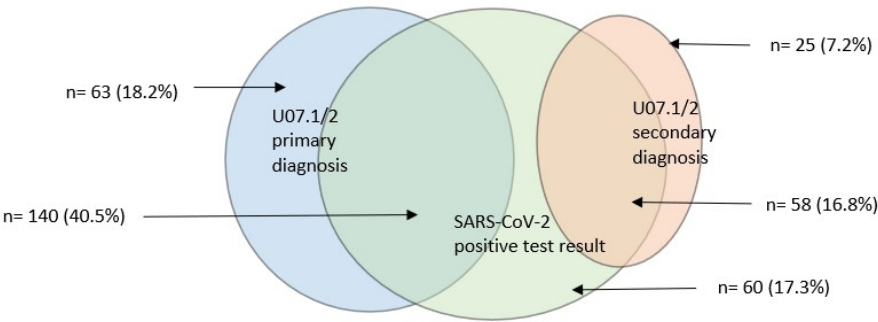 n= 25 (7.2%)
n= 63 (18.2%)
U07.1/2
primary
diagnosis
U07.1/2
secondary
diagnosis
n= 140 (40.5%)
n= 58 (16.8%)
SARS-CoV-2
positive test result
n= 60 (17.3%)